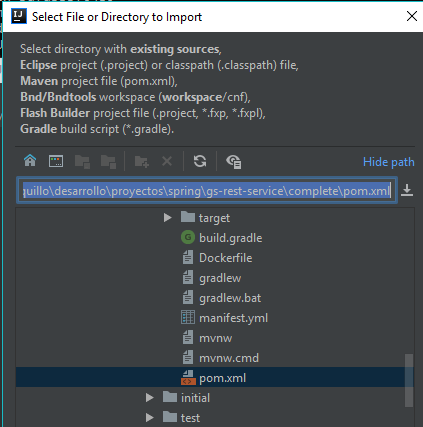 IJ
Select File or Directory to Import
Select directory with existing sources,
Eclipse project (.project) or classpath (.classpath) file,
Maven project file (pom.xml),
Bnd/Bndtools workspace (workspace/cnf),
Flash Builder project file (.project, *.fxp, *.fxpl),
Gradle build script (*.gradle).
Hide path
uillo\desarrollo\proyectos\spring\gs-rest-service\complete\pom.xml
target
build.gradle
Dockerfile
gradlew
gradlew.bat
manifest.yml
mvnw
mvnw.cmd
pom.xml
initial
test